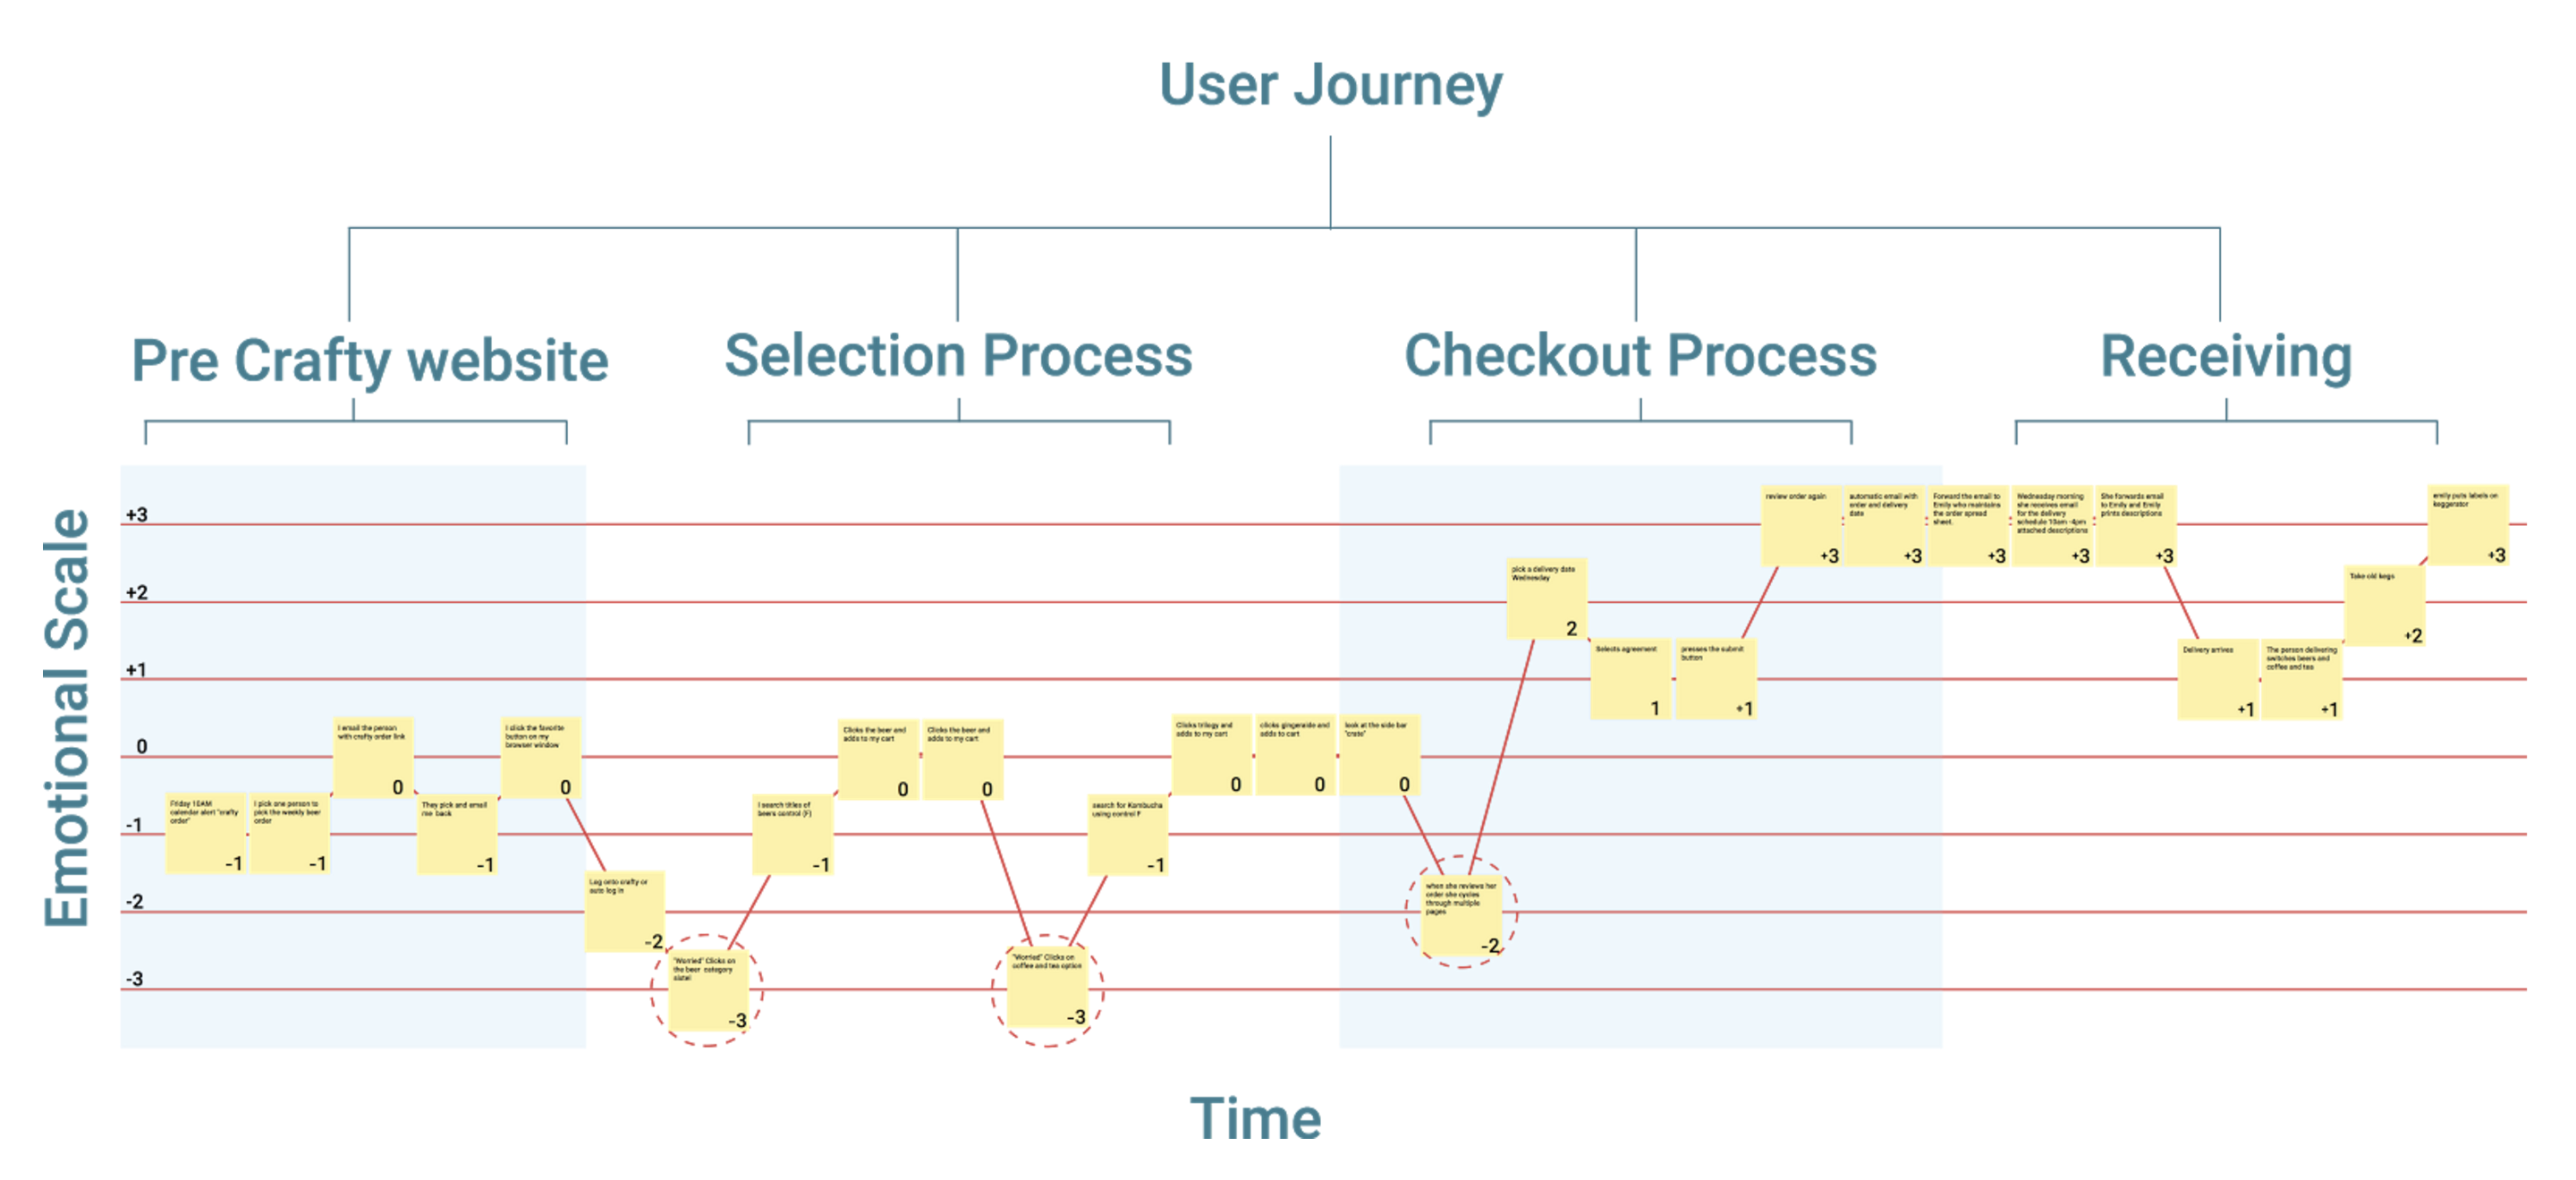 User Journey
Pre Crafty website
Selection Process
Checkout Process
Receiving
Emotional Scale
+3
+2
+1
0
-1
-2
-3
Friday 10AM
calendar alert "crafty
order"
-1
I pick one person to
pick the weekly beer
order
-1
I email the person
with crafty order link
0
They pick and email
me back
-1
I click the favorite
button on my
browser window
0
Log onto crafty or
auto log in
-2
"Worried" Clicks on
the beer category
-3
I search titles of
beers control (F)
-1
Clicks the beer and
adds to my cart
0
Clicks the beer and
adds to my cart
0
"Worried" Clicks on
coffee and tea option
-3
search for Kombucha
using control F
-1
Clicks trilogy and
adds to my cart
0
clicks gingeraide and
adds to cart
0
look at the side bar
"crate"
0
when she reviews her
order she cycles
through multiple
pages
-2
pick a delivery date
Wednesday
2
Selects agreement
1
presses the submit
button
+1
review order again
+3
automatic email with
order and delivery
date
+3
Forward the email to
Emily who maintains
the order spread
sheet.
+3
Wednesday morning
she receives email
for the delivery
schedule 10am -4pm
attached descriptions
+3
She forwards email
to Emily and Emily
prints descriptions
+3
Delivery arrives
+1
The person delivering
switches beers and
coffee and tea
+1
Take old kegs
+2
emily puts labels on
keggerator
+3
Time